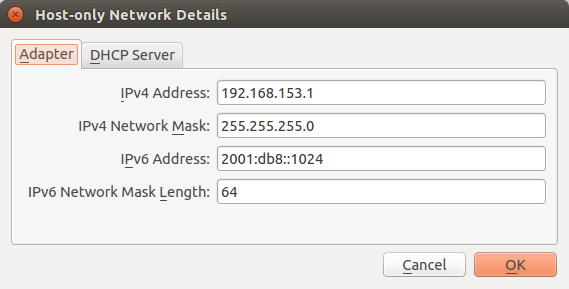 Host-only Network Details
Adapter DHCP Server
IPv4 Address: 192.168.153.1
IPv4 Network Mask: 255.255.255.0
IPv6 Address: 2001:db8::1024
IPv6 Network Mask Length: 64
Cancel OK